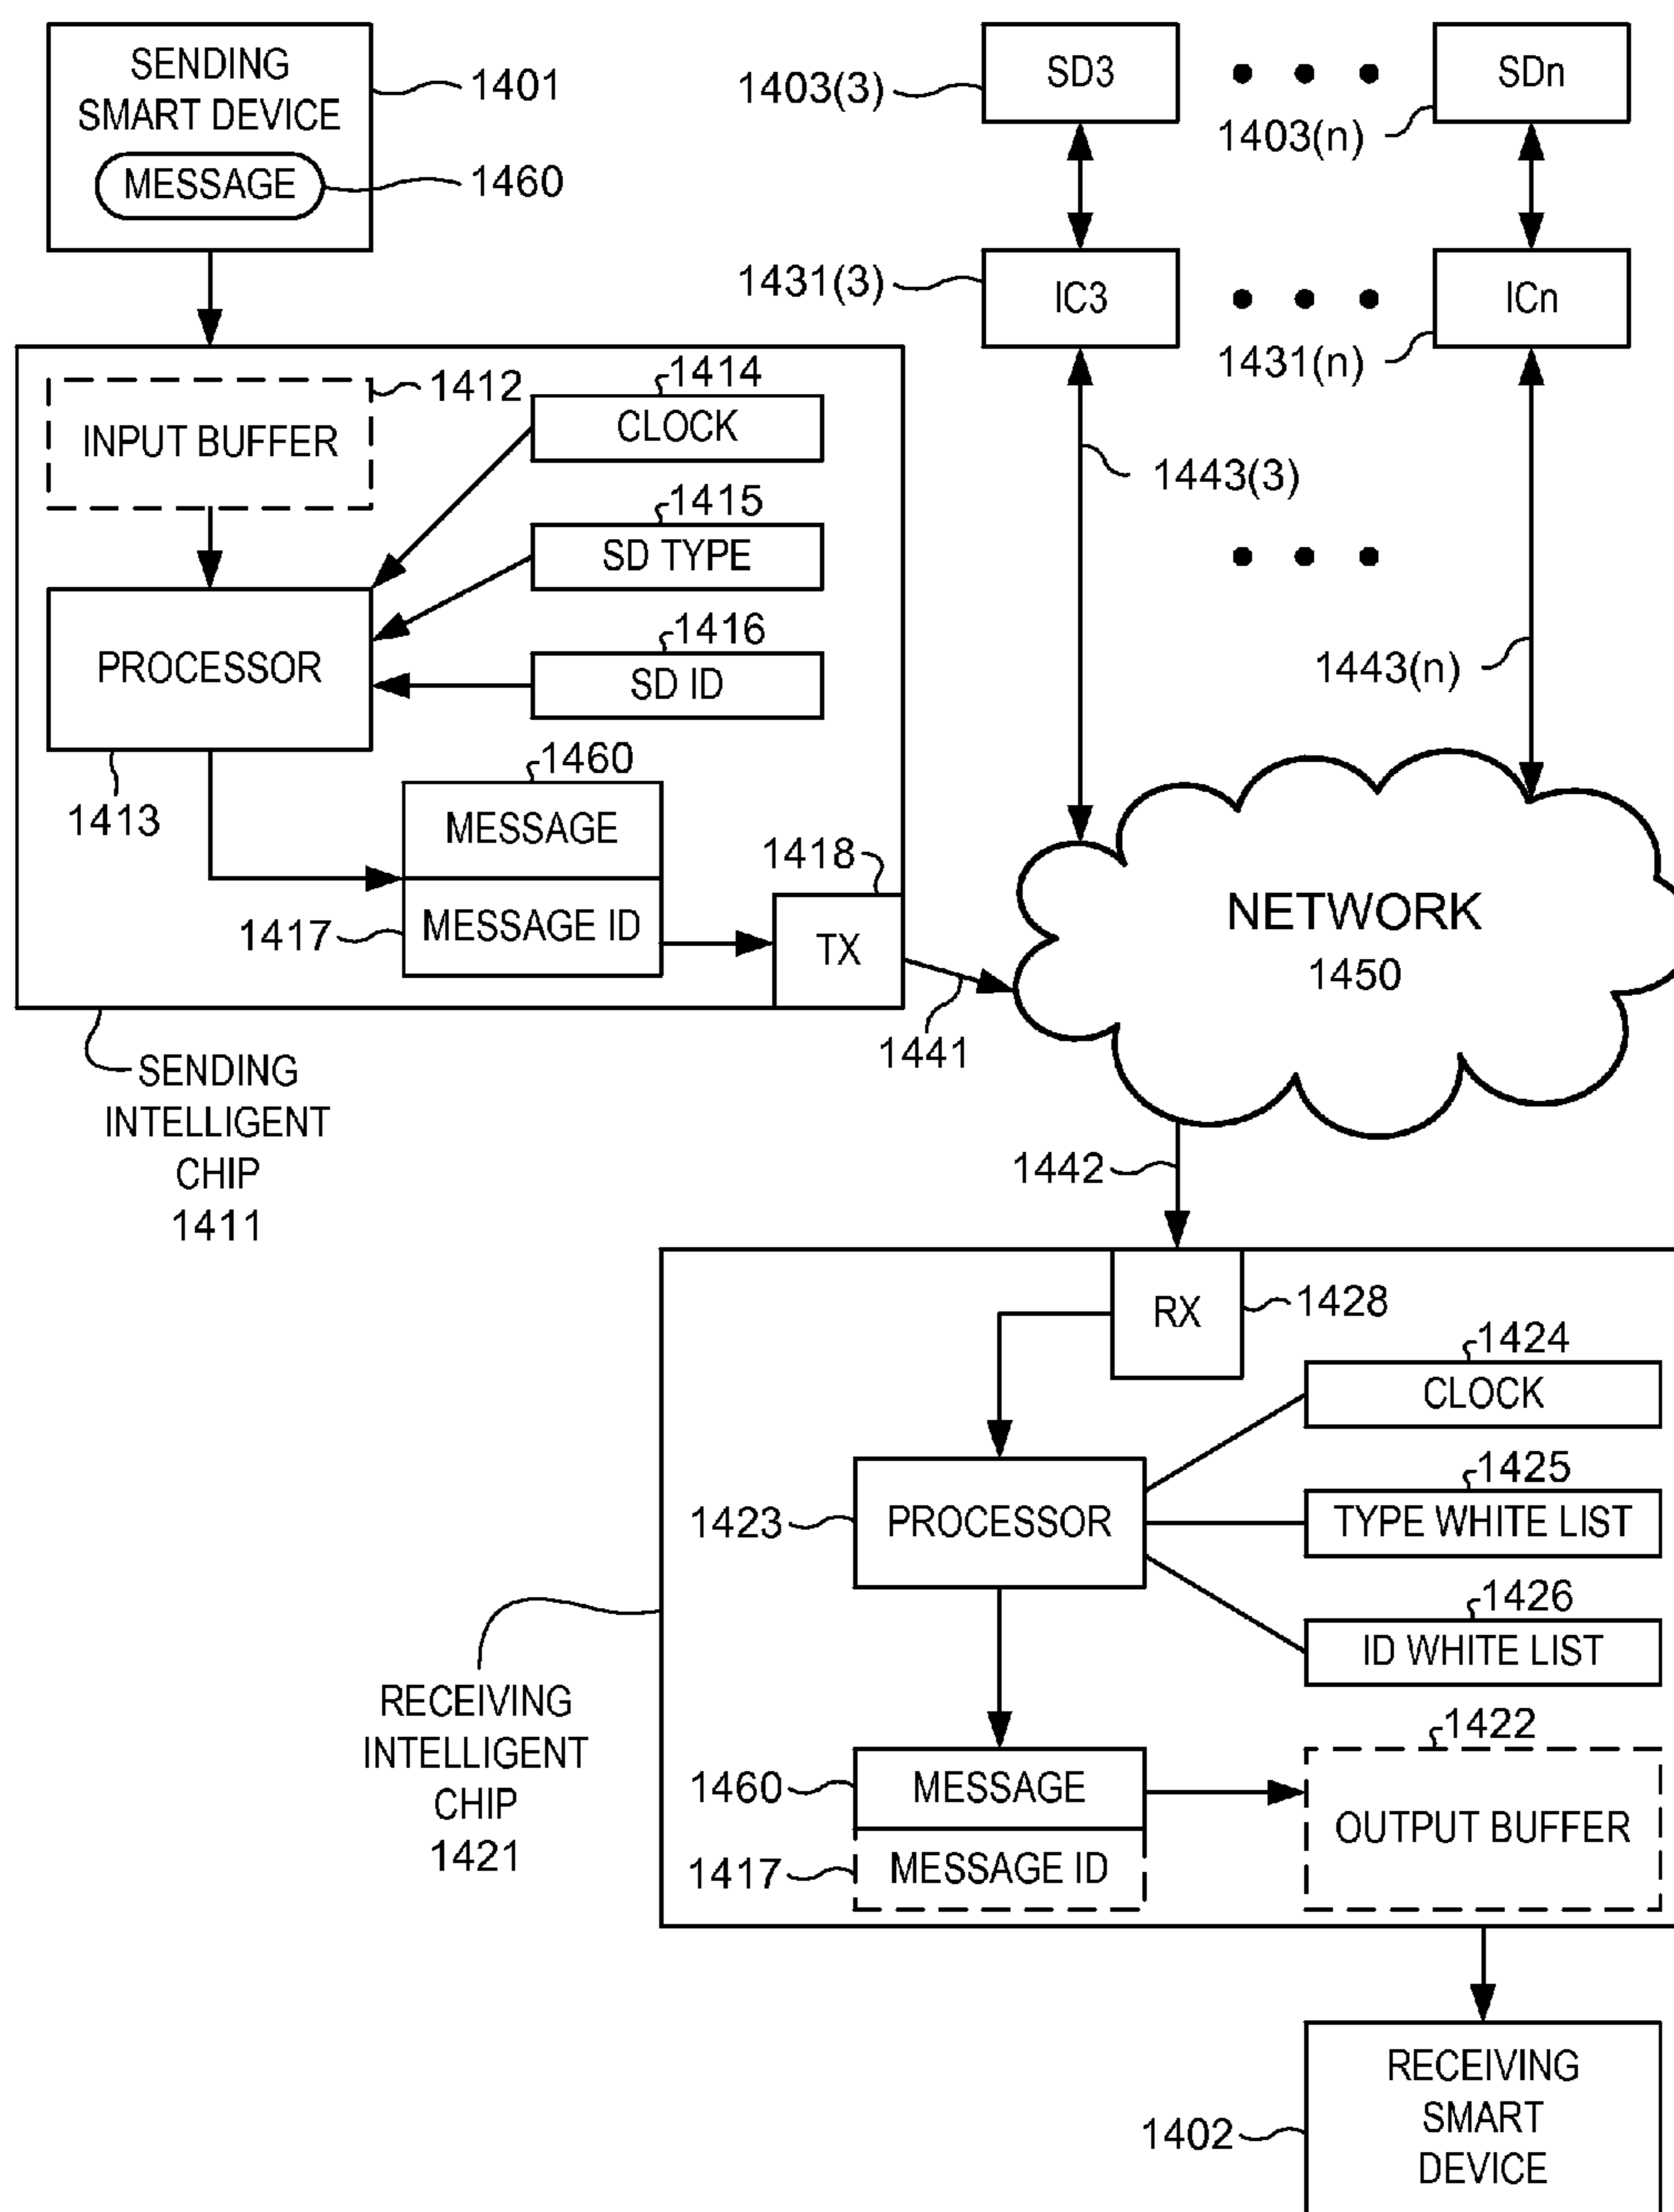 SENDING
SMART DEVICE
1401
MESSAGE
1460
1403(3)
SD3
SDn
1403(n)
1431(3)
IC3
ICn
1431(n)
1412
INPUT BUFFER
1414
CLOCK
1415
SD TYPE
1416
SD ID
PROCESSOR
1413
1460
MESSAGE
1417
MESSAGE ID
1418
TX
1443(3)
1443(n)
NETWORK
1450
1441
SENDING
INTELLIGENT
CHIP
1411
1442
RX
1428
1424
CLOCK
1423
PROCESSOR
1425
TYPE WHITE LIST
1426
ID WHITE LIST
RECEIVING
INTELLIGENT
CHIP
1421
1460
MESSAGE
1417
MESSAGE ID
1422
OUTPUT BUFFER
1402
RECEIVING
SMART
DEVICE